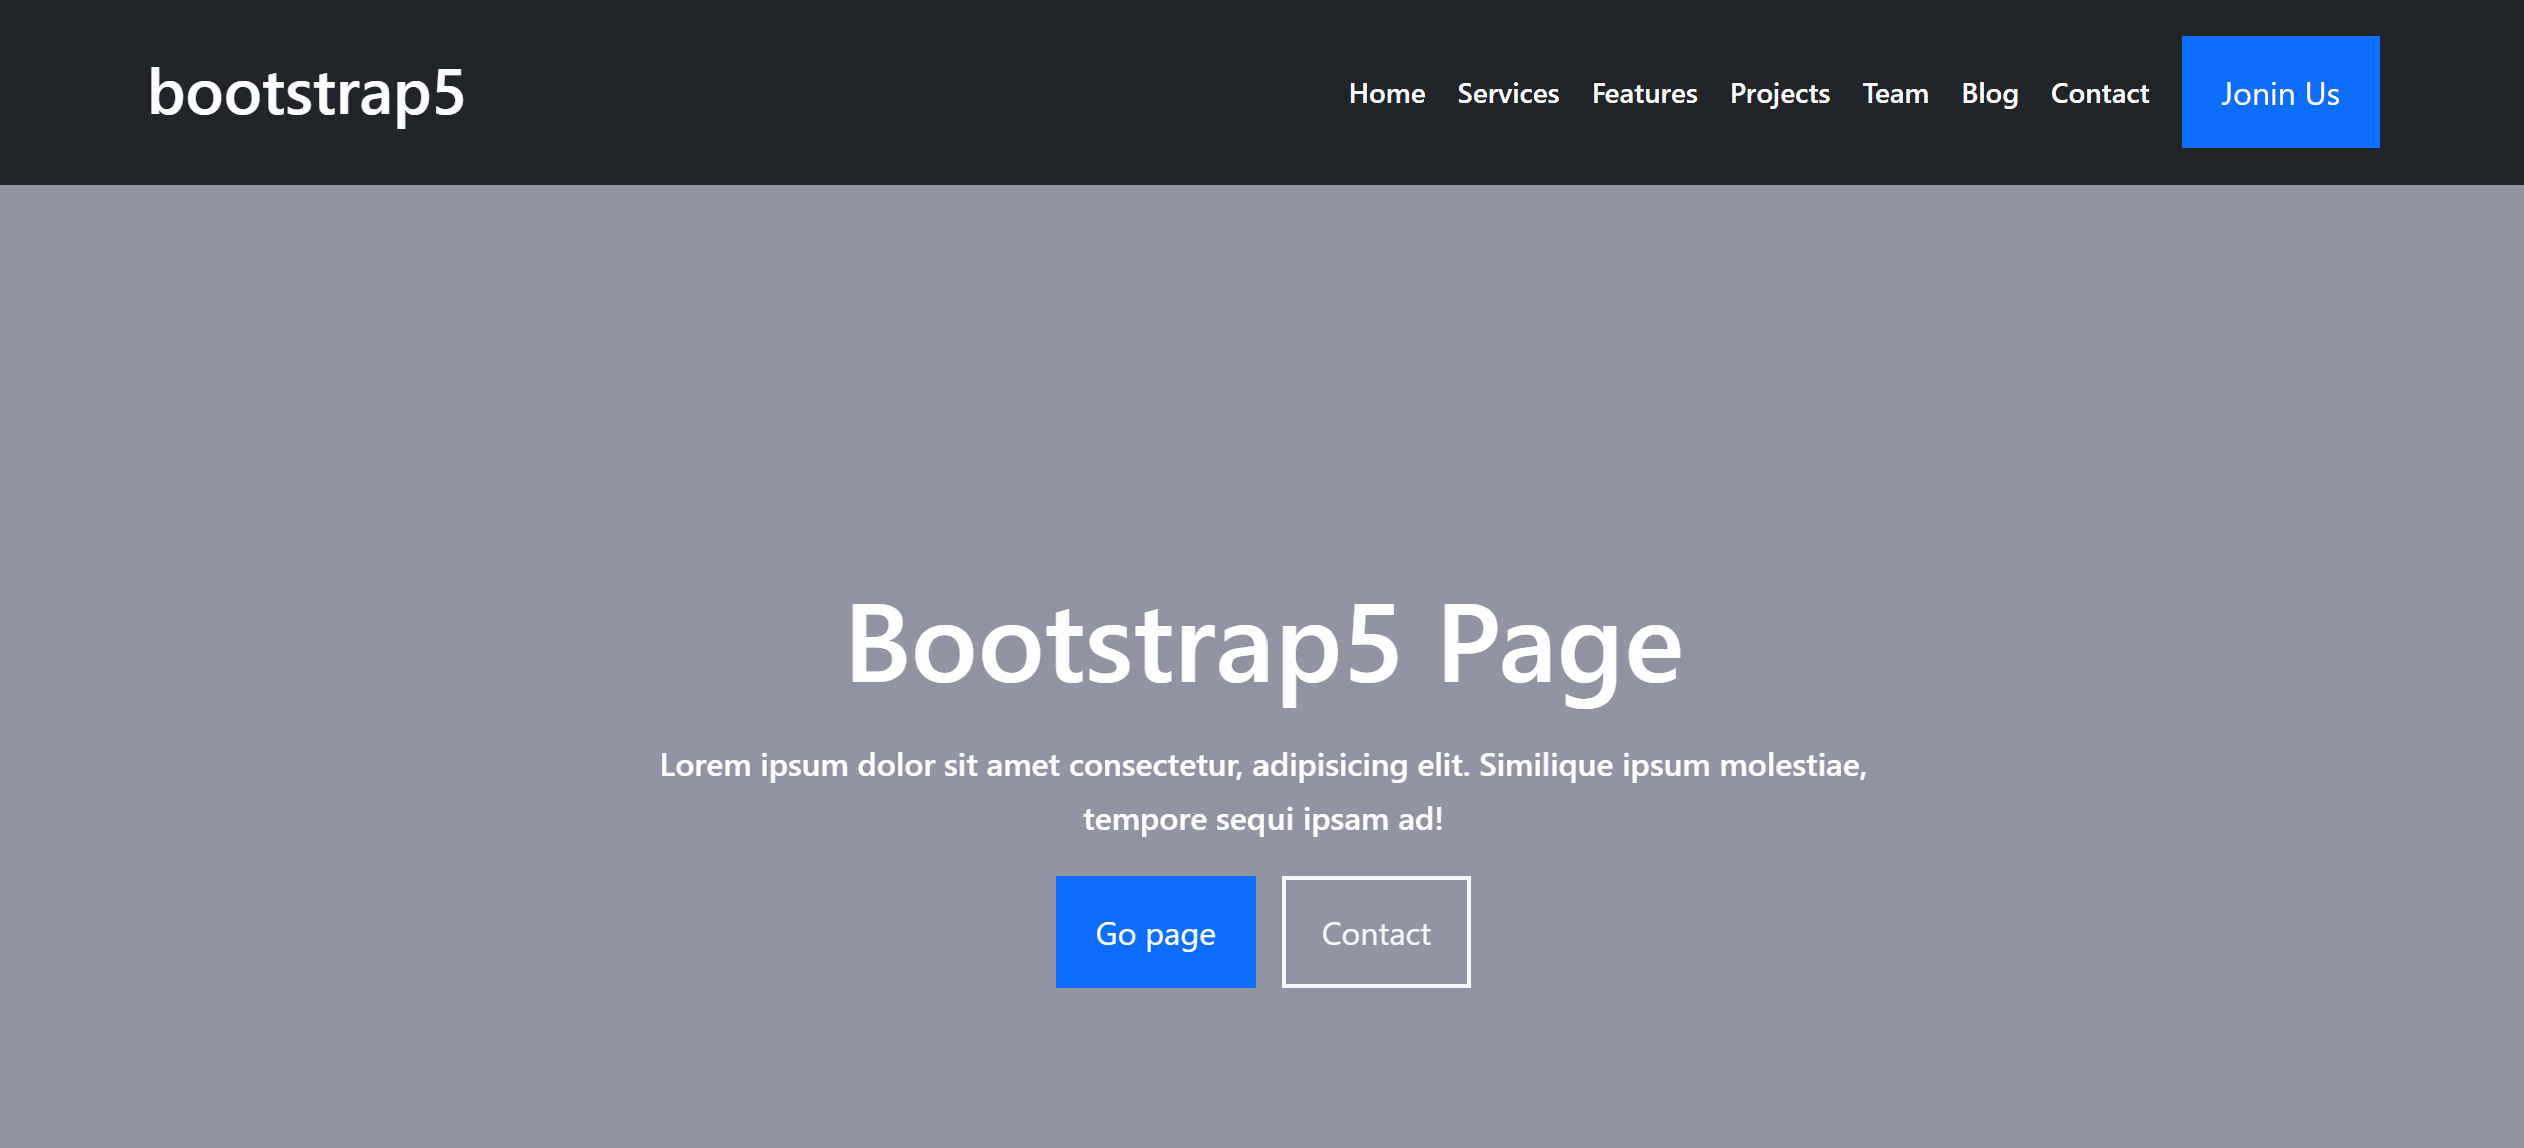 bootstrap5
Home Services Features Projects Team Blog Contact Jonin Us
Bootstrap5 Page
Lorem ipsum dolor sit amet consectetur, adipisicing elit. Similique ipsum molestiae,
tempore sequi ipsam ad!
Go page Contact